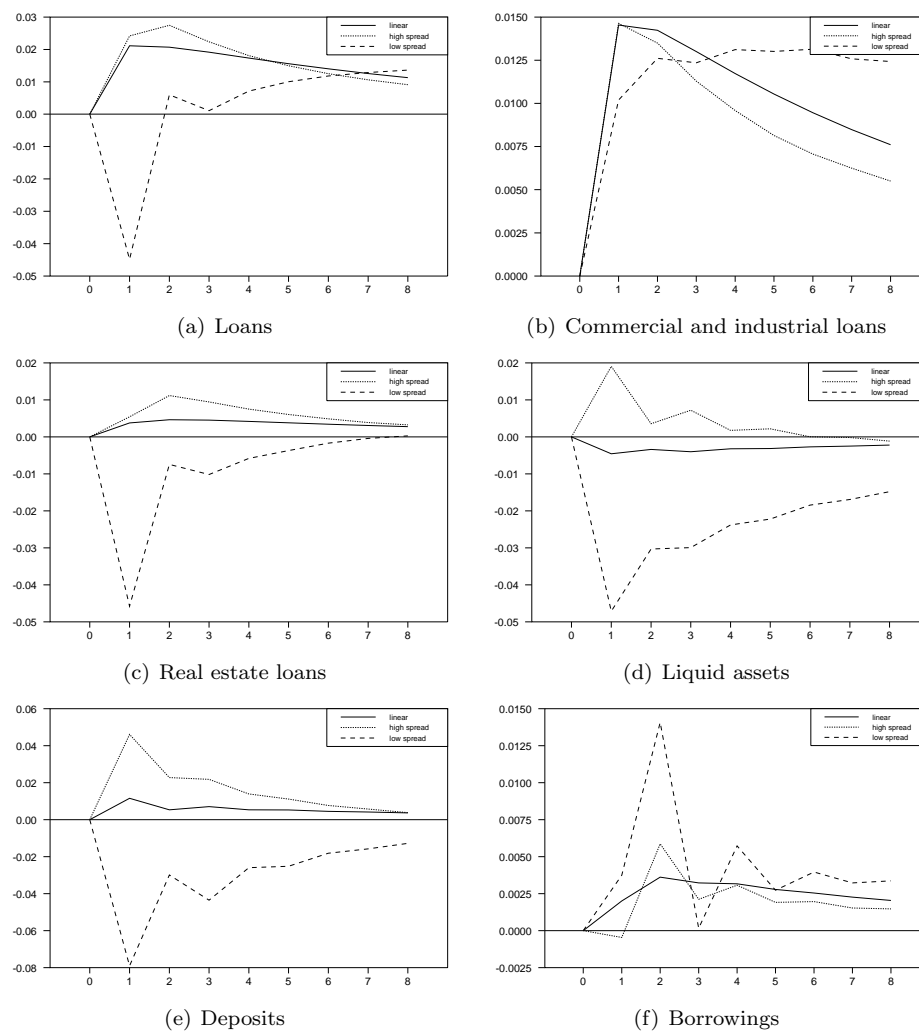 0.03
0.02
0.01
0.00
-0.01
-0.02
-0.03
-0.04
-0.05
linear
high spread
low spread
0 1 2 3 4 5 6 7 8
(a) Loans
0.0150
0.0125
0.0100
0.0075
0.0050
0.0025
0.0000
linear
high spread
low spread
0 1 2 3 4 5 6 7 8
(b) Commercial and industrial loans
0.02
0.01
0.00
-0.01
-0.02
-0.03
-0.04
-0.05
linear
high spread
low spread
0 1 2 3 4 5 6 7 8
(c) Real estate loans
0.02
0.01
0.00
-0.01
-0.02
-0.03
-0.04
-0.05
linear
high spread
low spread
0 1 2 3 4 5 6 7 8
(d) Liquid assets
0.06
0.04
0.02
0.00
-0.02
-0.04
-0.06
-0.08
linear
high spread
low spread
0 1 2 3 4 5 6 7 8
(e) Deposits
0.0150
0.0125
0.0100
0.0075
0.0050
0.0025
0.0000
-0.0025
linear
high spread
low spread
0 1 2 3 4 5 6 7 8
(f) Borrowings